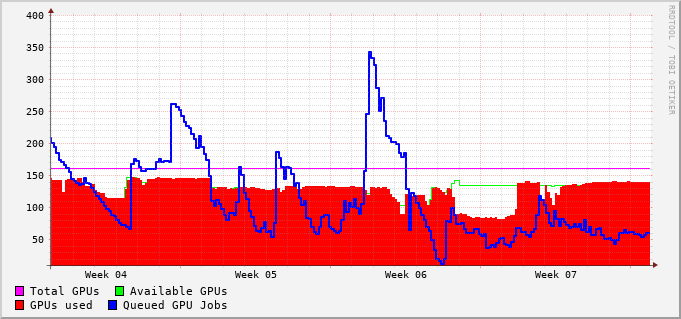 400
350
300
250
200
150
100
50
Week 04 Week 05 Week 06 Week 07
Total GPUs Available GPUs
GPUs used Queued GPU Jobs
RRDTOOL / TOBI OETIKER